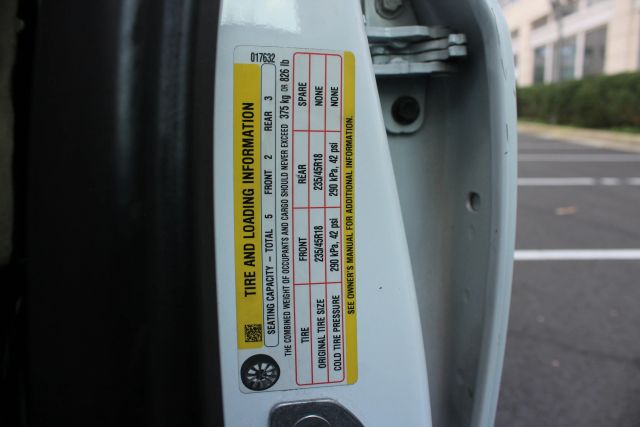 017632
TIRE AND LOADING INFORMATION
SEATING CAPACITY - TOTAL 5 FRONT 2 REAR 3
THE COMBINED WEIGHT OF OCCUPANTS AND CARGO SHOULD NEVER EXCEED 375 kg OR 826 lb
TIRE FRONT REAR SPARE
ORIGINAL TIRE SIZE 235/45R18 235/45R18 NONE
COLD TIRE PRESSURE 290 kPa, 42 psi 290 kPa, 42 psi NONE
SEE OWNER'S MANUAL FOR ADDITIONAL INFORMATION.